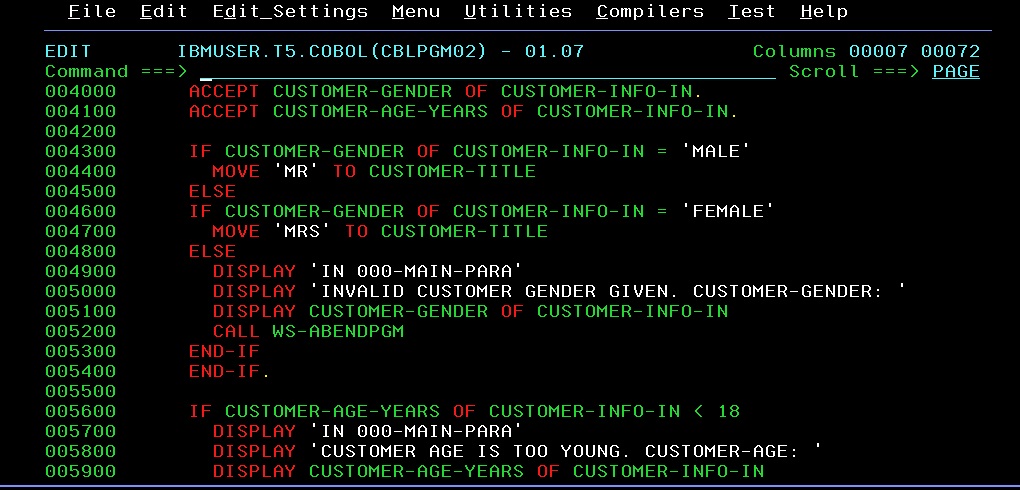 File Edit Edit_Settings Menu Utilities Compilers Test Help
EDIT IBMUSER.T5.COBOL(CBLPGM02) - 01.07 Columns 00007 00072
Command ===> Scroll ===> PAGE
004000 ACCEPT CUSTOMER-GENDER OF CUSTOMER-INFO-IN.
004100 ACCEPT CUSTOMER-AGE-YEARS OF CUSTOMER-INFO-IN.
004200
004300 IF CUSTOMER-GENDER OF CUSTOMER-INFO-IN = 'MALE'
004400 MOVE 'MR' TO CUSTOMER-TITLE
004500 ELSE
004600 IF CUSTOMER-GENDER OF CUSTOMER-INFO-IN = 'FEMALE'
004700 MOVE 'MRS' TO CUSTOMER-TITLE
004800 ELSE
004900 DISPLAY 'IN 000-MAIN-PARA'
005000 DISPLAY 'INVALID CUSTOMER GENDER GIVEN. CUSTOMER-GENDER: '
005100 DISPLAY CUSTOMER-GENDER OF CUSTOMER-INFO-IN
005200 CALL WS-ABENDPGM
005300 END-IF
005400 END-IF.
005500
005600 IF CUSTOMER-AGE-YEARS OF CUSTOMER-INFO-IN < 18
005700 DISPLAY 'IN 000-MAIN-PARA'
005800 DISPLAY 'CUSTOMER AGE IS TOO YOUNG. CUSTOMER-AGE: '
005900 DISPLAY CUSTOMER-AGE-YEARS OF CUSTOMER-INFO-IN